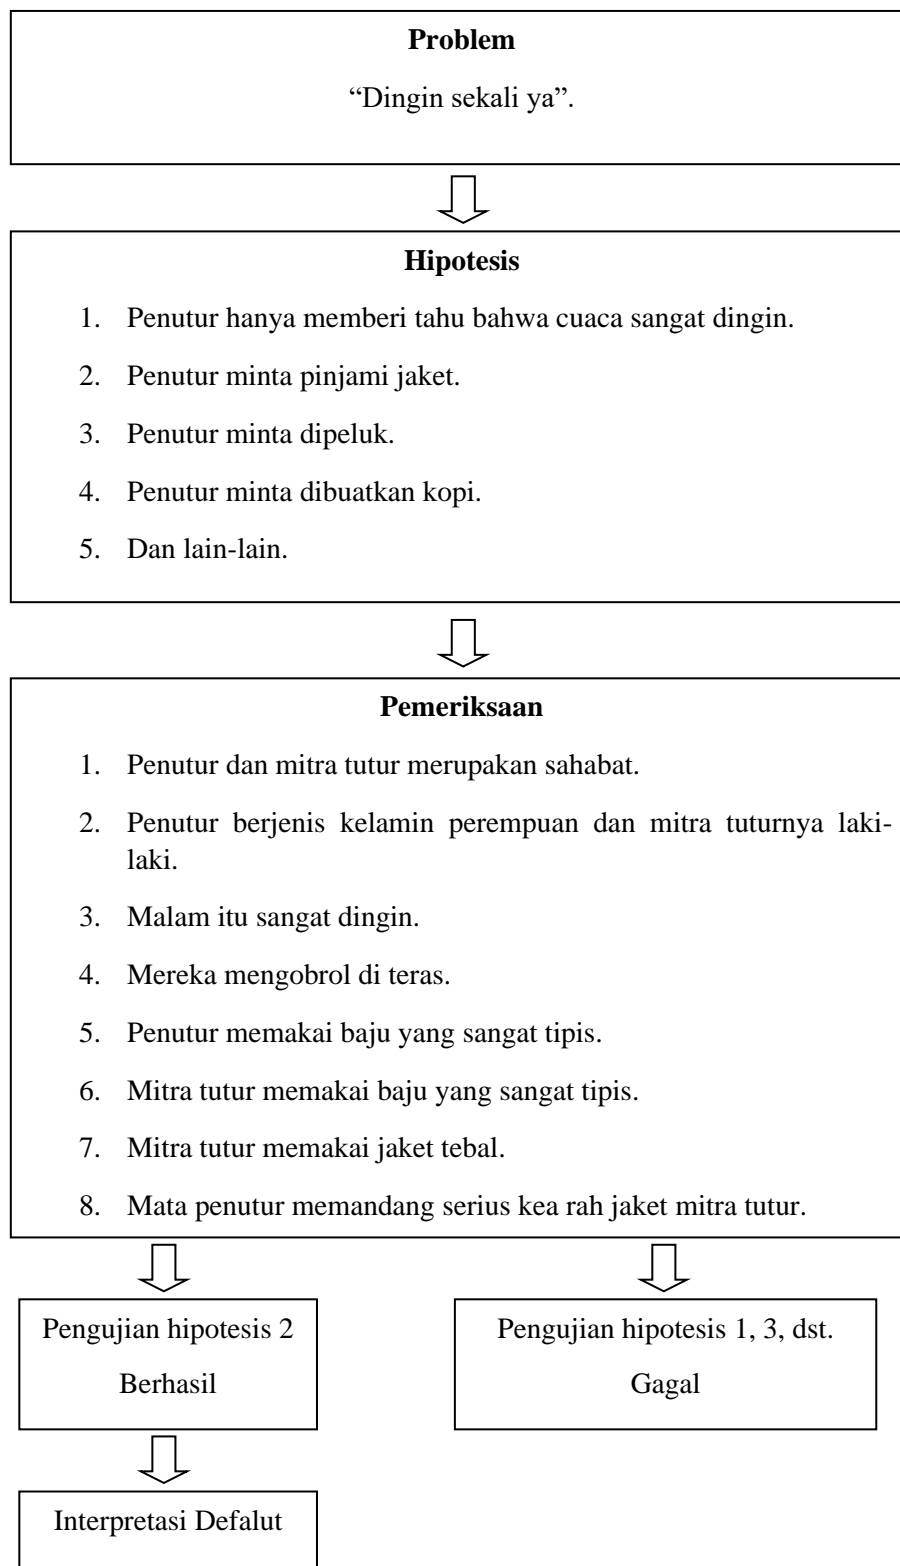 Problem
“Dingin sekali ya”.
Hipotesis
1. Penutur hanya memberi tahu bahwa cuaca sangat dingin.
2. Penutur minta pinjami jaket.
3. Penutur minta dipeluk.
4. Penutur minta dibuatkan kopi.
5. Dan lain-lain.
Pemeriksaan
1. Penutur dan mitra tutur merupakan sahabat.
2. Penutur berjenis kelamin perempuan dan mitra tuturnya laki-
laki.
3. Malam itu sangat dingin.
4. Mereka mengobrol di teras.
5. Penutur memakai baju yang sangat tipis.
6. Mitra tutur memakai baju yang sangat tipis.
7. Mitra tutur memakai jaket tebal.
8. Mata penutur memandang serius kea rah jaket mitra tutur.
Pengujian hipotesis 2
Berhasil
Pengujian hipotesis 1, 3, dst.
Gagal
Interpretasi Defalut